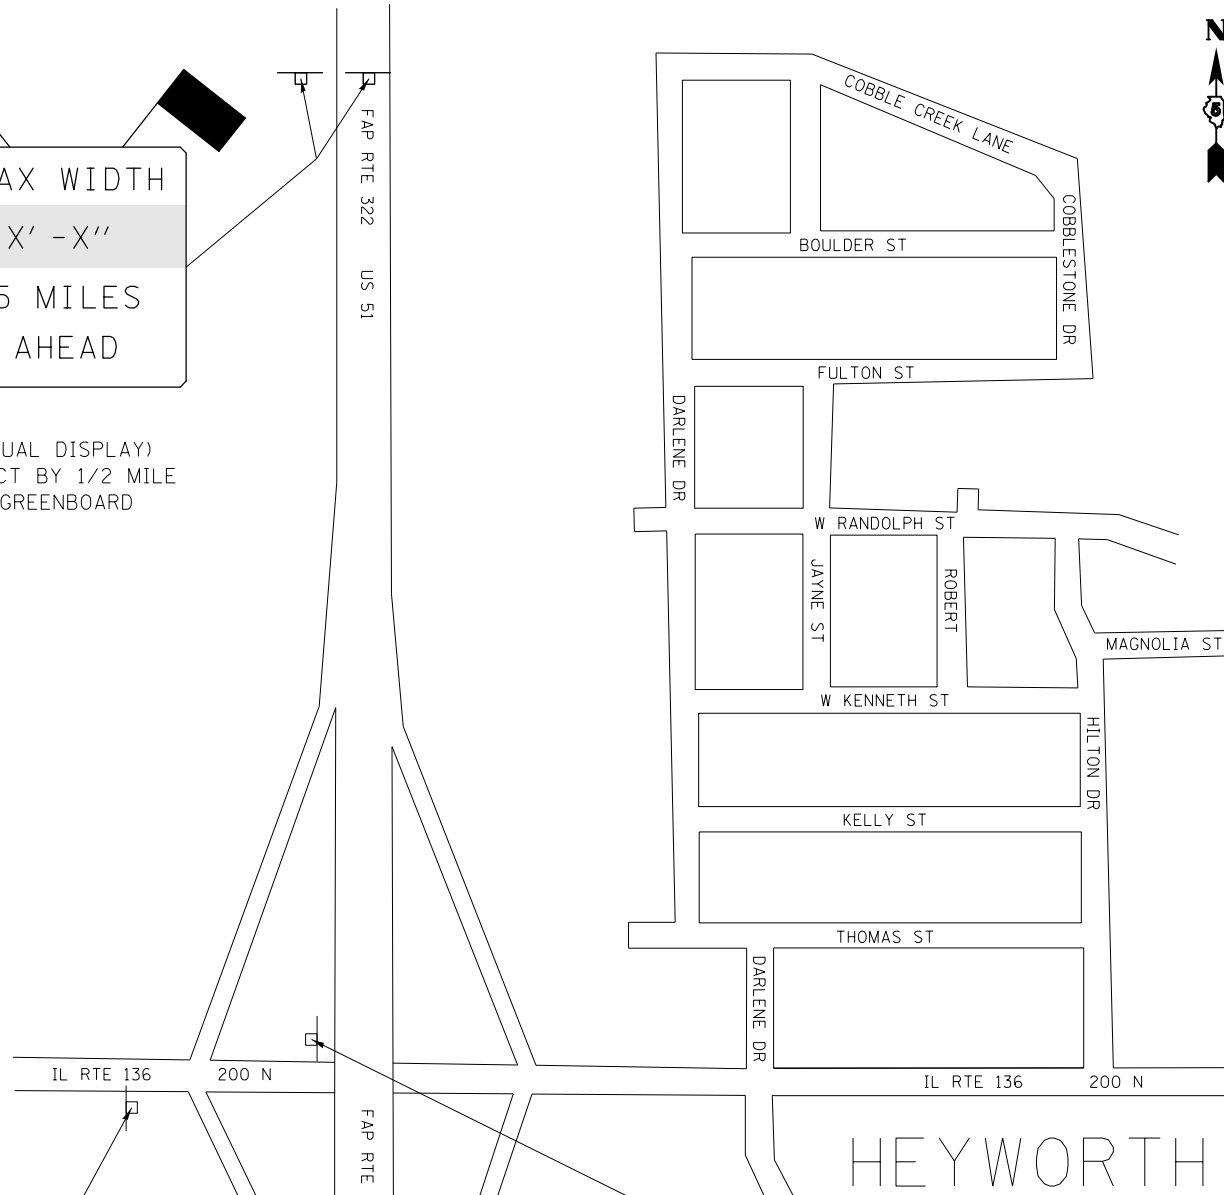 N
5
COBBLE CREEK LANE
FAP RTE 322
AX WIDTH
X' -X''
5 MILES
AHEAD
COBBLESTONE DR
BOULDER ST
US 51
FULTON ST
DARLENE DR
UAL DISPLAY)
CT BY 1/2 MILE
GREENBOARD
W RANDOLPH ST
JAYNE ST
ROBERT
MAGNOLIA ST
W KENNETH ST
HILTON DR
KELLY ST
THOMAS ST
DARLENE DR
IL RTE 136 200 N
IL RTE 136 200 N
FAP RTE
HEYWORTH